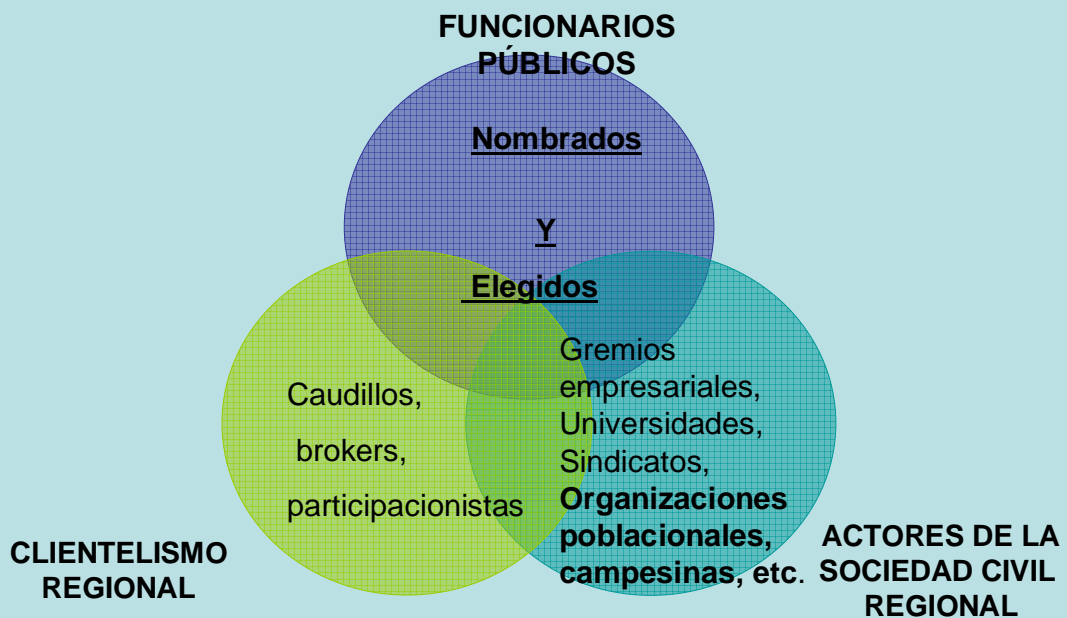 FUNCIONARIOS
PÚBLICOS
Nombrados
Y
Elegidos
Caudillos,
brokers,
participacionistas
Gremios
empresariales,
Universidades,
Sindicatos,
Organizaciones
poblacionales,
campesinas, etc.
CLIENTELISMO
REGIONAL
ACTORES DE LA
SOCIEDAD CIVIL
REGIONAL